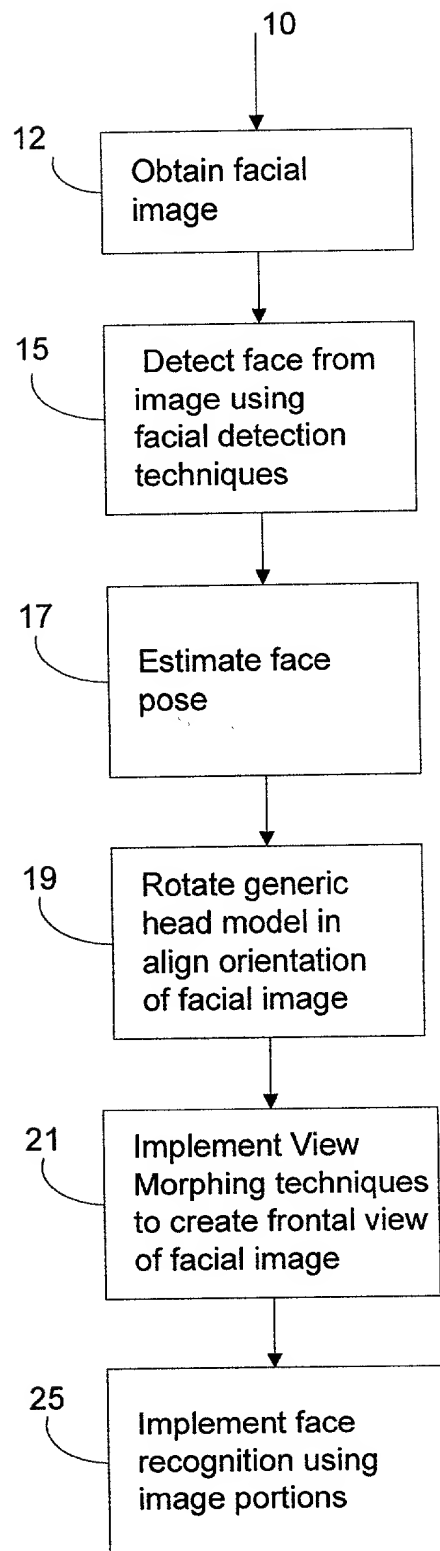 10
12
Obtain facial
image
15
Detect face from
image using
facial detection
techniques
17
Estimate face
pose
19
Rotate generic
head model in
align orientation
of facial image
21
Implement View
Morphing techniques
to create frontal view
of facial image
25
Implement face
recognition using
image portions